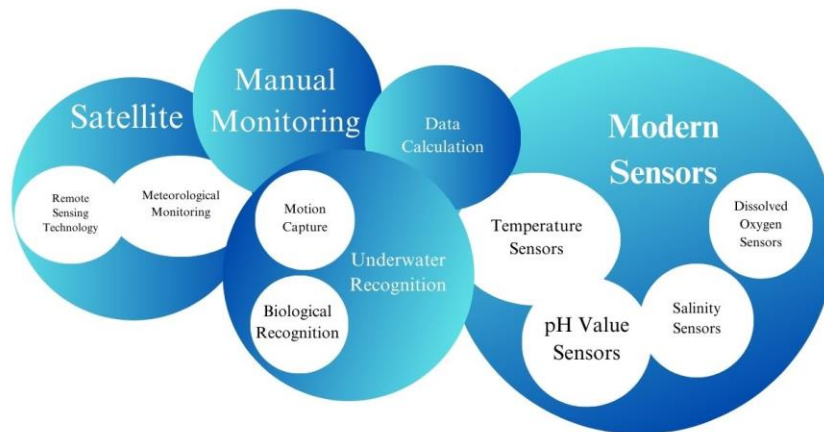 Satellite
Remote
Sensing
Technology
Meteorological
Monitoring
Manual
Monitoring
Data
Calculation
Motion
Capture
Underwater
Recognition
Biological
Recognition
Modern
Sensors
Temperature
Sensors
Dissolved
Oxygen
Sensors
pH Value
Sensors
Salinity
Sensors